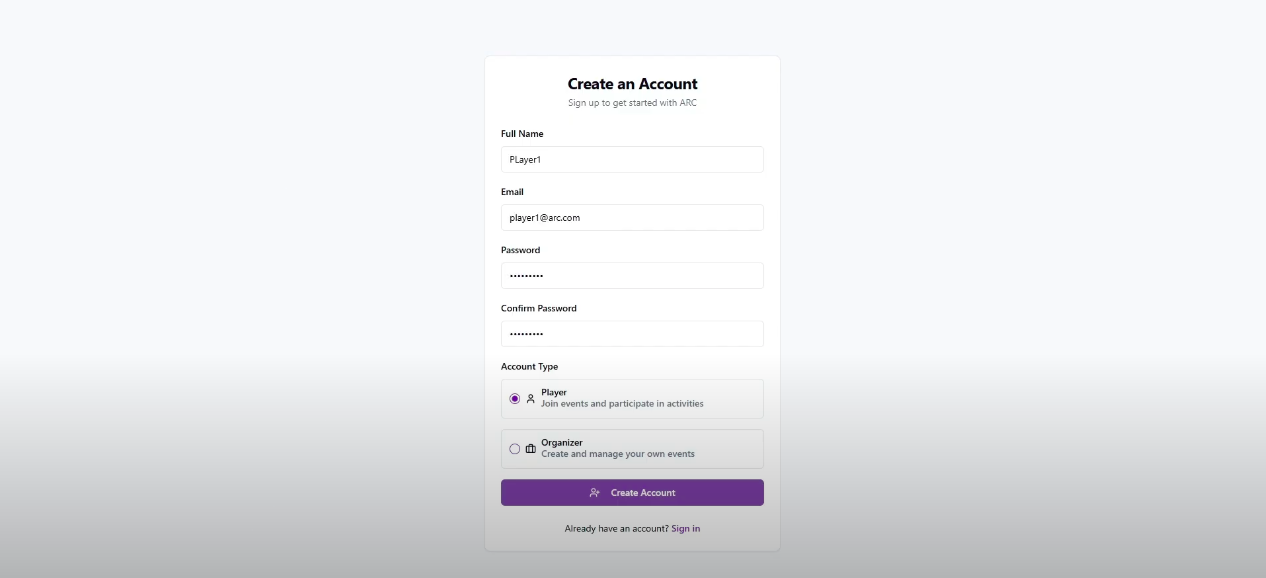 Create an Account
Sign up to get started with ARC
Full Name
PLayer1
Email
player1@arc.com
Password
•••••••••
Confirm Password
•••••••••
Account Type
Player
Join events and participate in activities
Organizer
Create and manage your own events
Create Account
Already have an account? Sign in